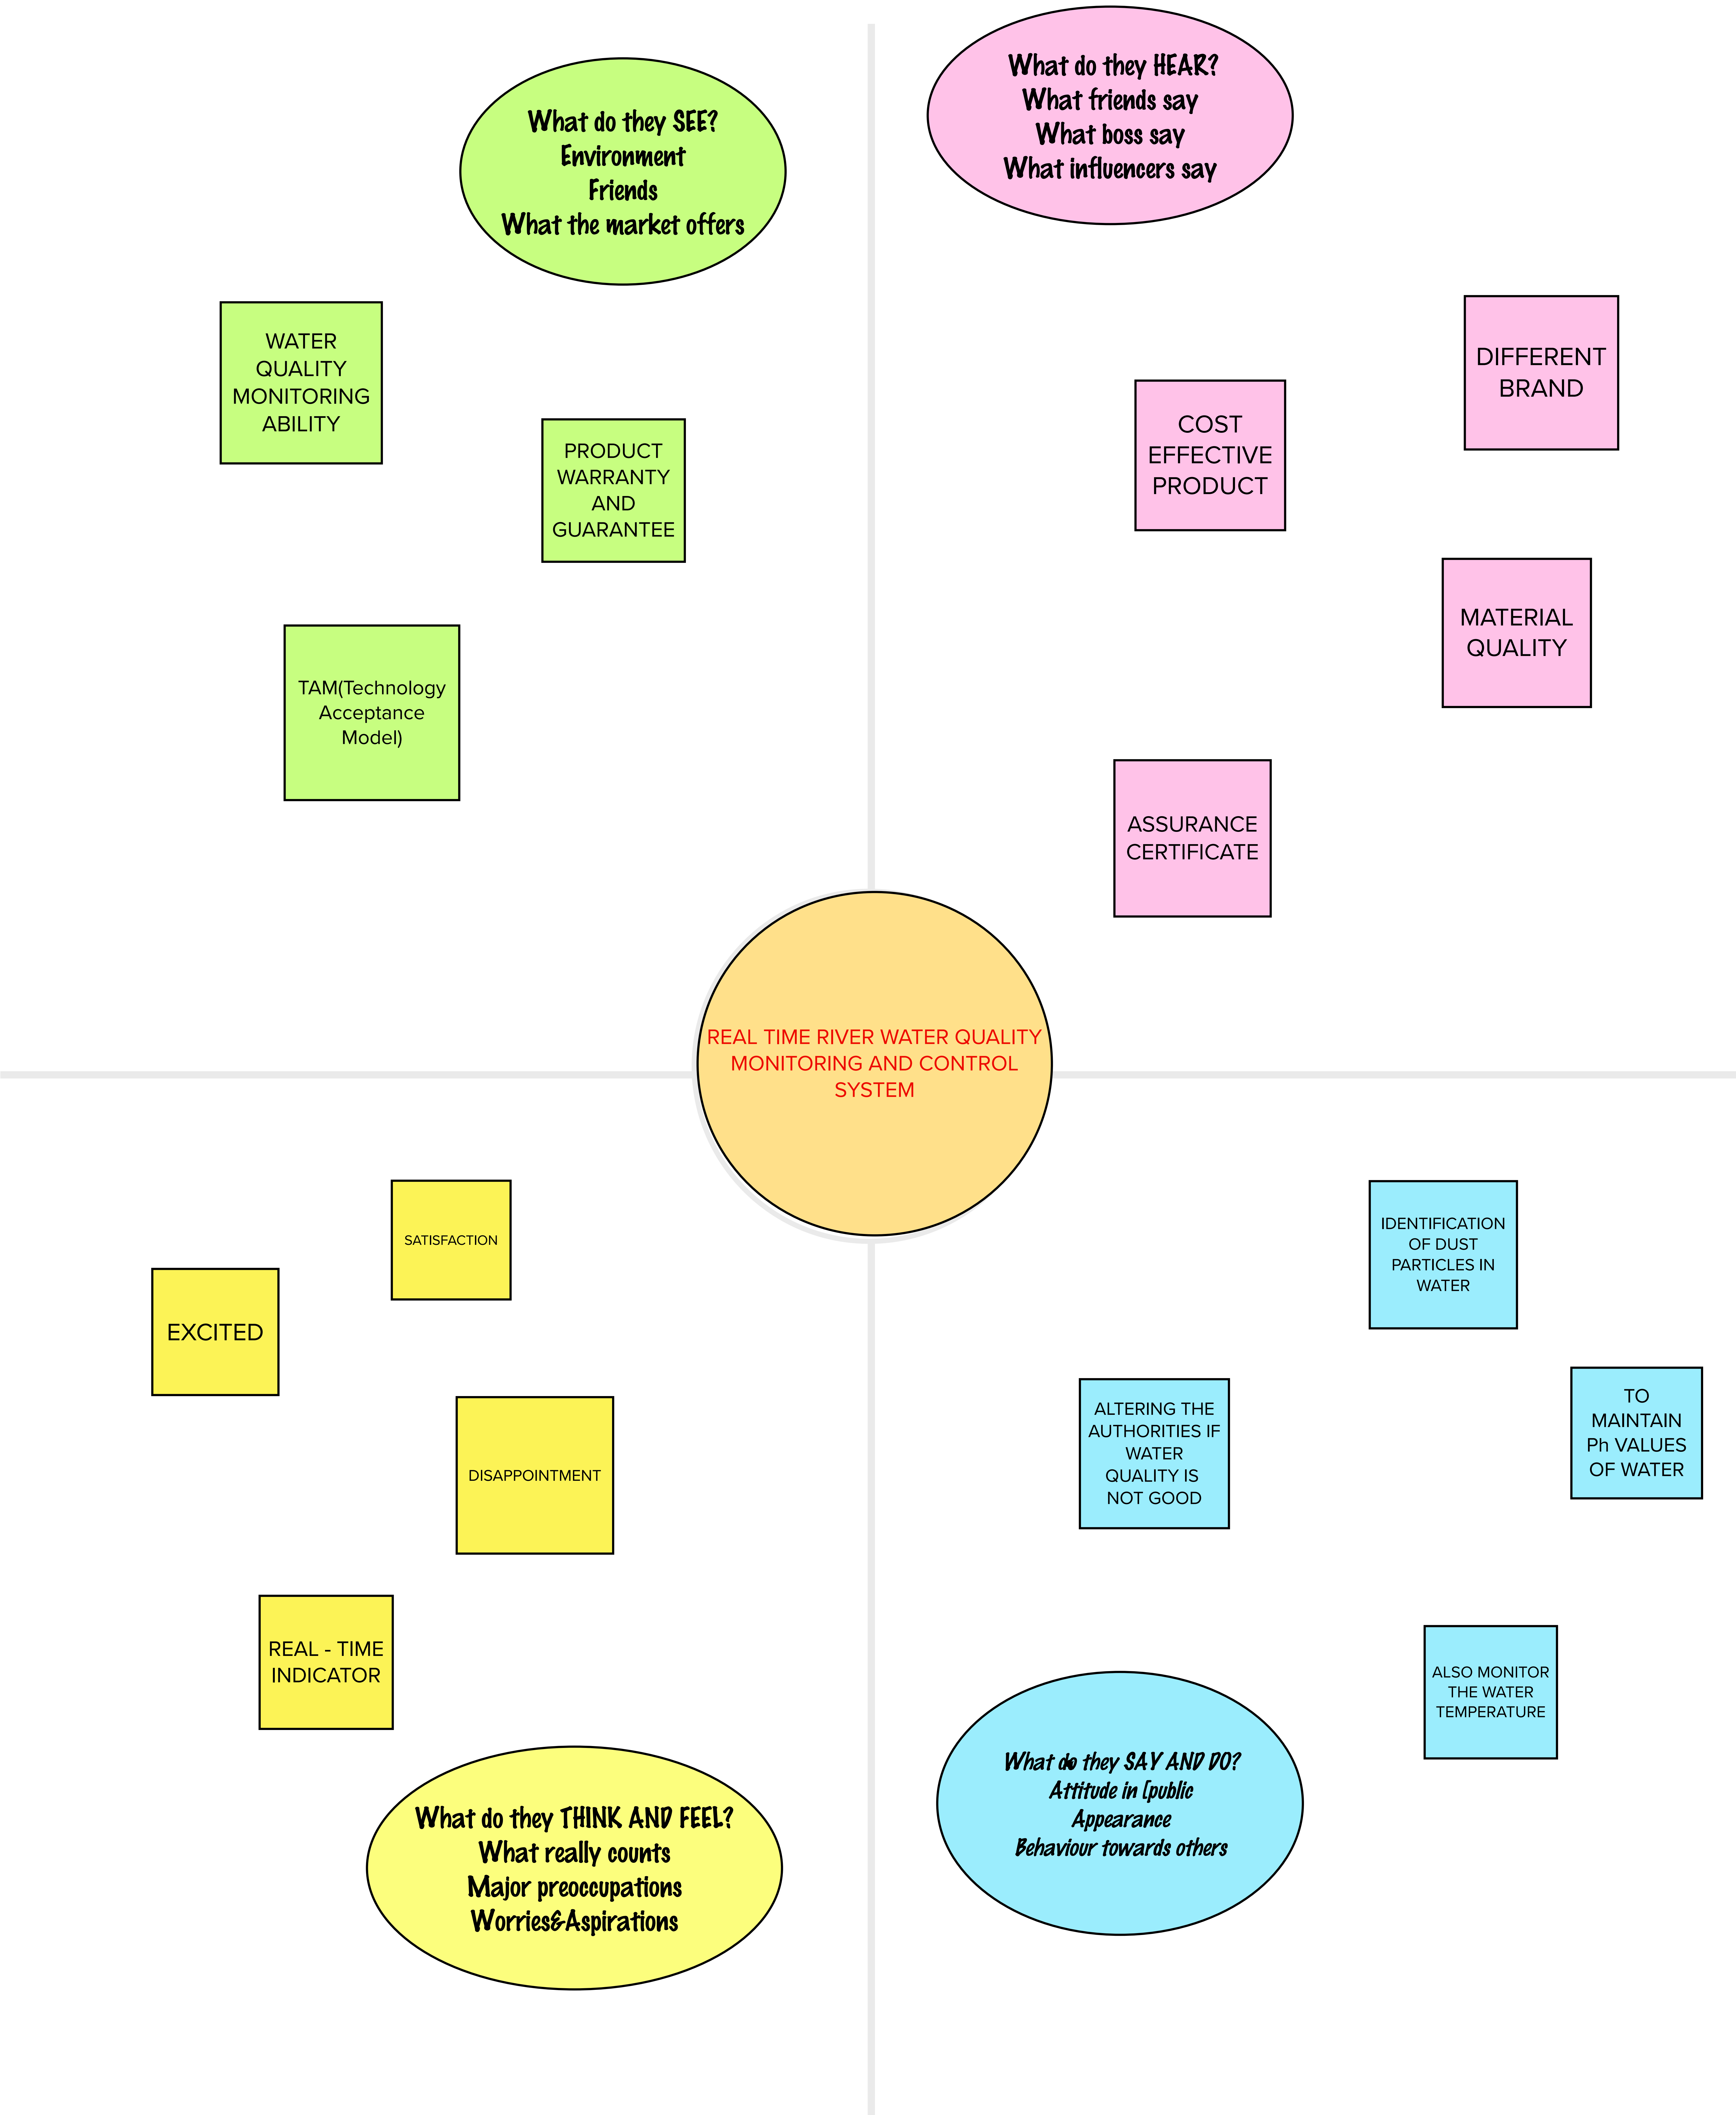 What do they SEE?
Environment
Friends
What the market offers
WATER
QUALITY
MONITORING
ABILITY
PRODUCT
WARRANTY
AND
GUARANTEE
TAM(Technology
Acceptance
Model)
What do they HEAR?
What friends say
What boss say
What influencers say
DIFFERENT
BRAND
COST
EFFECTIVE
PRODUCT
MATERIAL
QUALITY
ASSURANCE
CERTIFICATE
REAL TIME RIVER WATER QUALITY
MONITORING AND CONTROL
SYSTEM
SATISFACTION
EXCITED
DISAPPOINTMENT
REAL - TIME
INDICATOR
What do they THINK AND FEEL?
What really counts
Major preoccupations
Worries&Aspirations
IDENTIFICATION
OF DUST
PARTICLES IN
WATER
ALTERING THE
AUTHORITIES IF
WATER
QUALITY IS
NOT GOOD
TO
MAINTAIN
Ph VALUES
OF WATER
ALSO MONITOR
THE WATER
TEMPERATURE
What do they SAY AND DO?
Attitude in [public
Appearance
Behaviour towards others